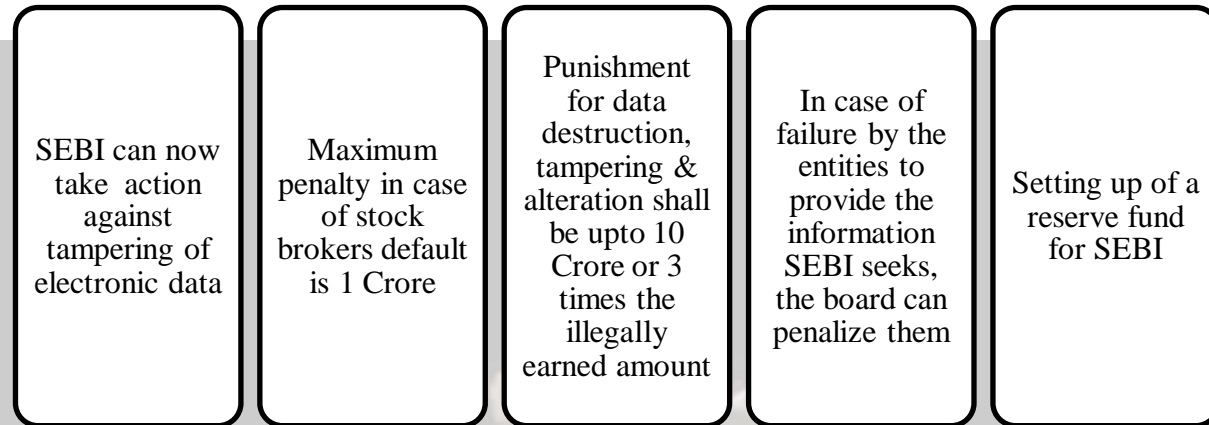 SEBI can now
take action
against
tampering of
electronic data
Maximum
penalty in case
of stock
brokers default
is 1 Crore
Punishment
for data
destruction,
tampering &
alteration shall
be upto 10
Crore or 3
times the
illegally
earned amount
In case of
failure by the
entities to
provide the
information
SEBI seeks,
the board can
penalize them
Setting up of a
reserve fund
for SEBI